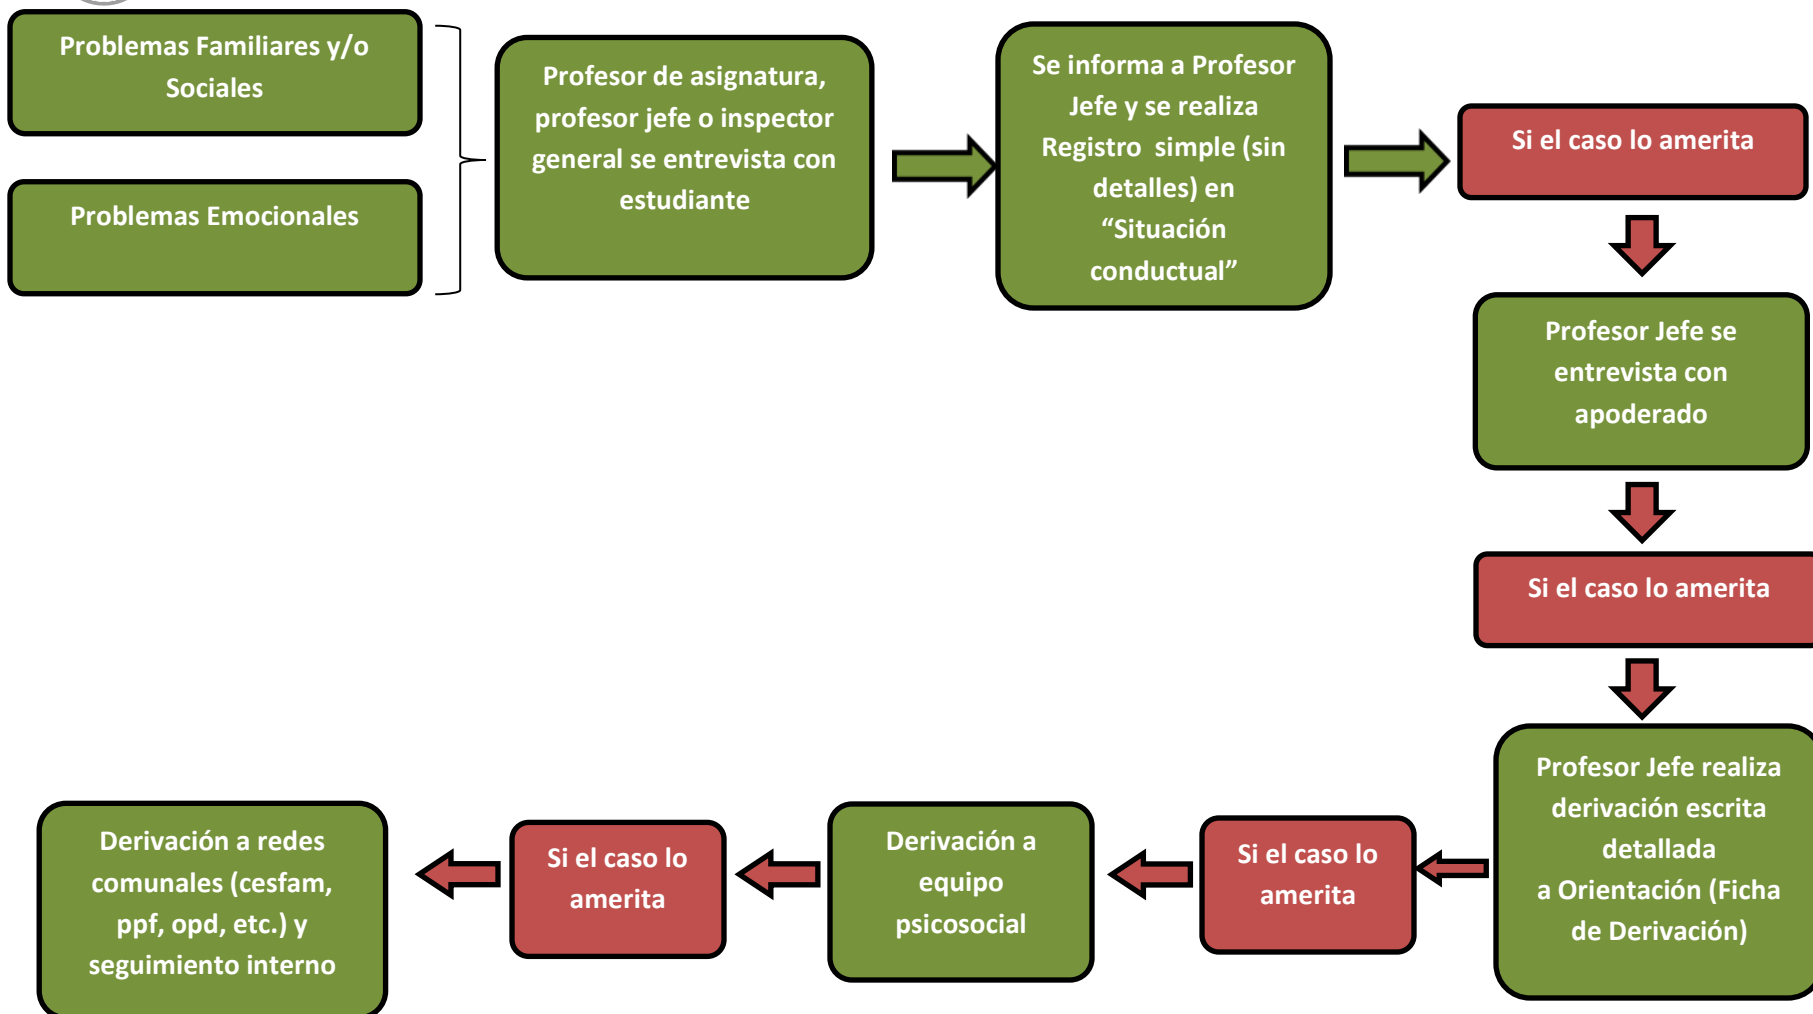 Problemas Familiares y/o
Sociales
Problemas Emocionales
Profesor de asignatura,
profesor jefe o inspector
general se entrevista con
estudiante
Se informa a Profesor
Jefe y se realiza
Registro simple (sin
detalles) en
“Situación
conductual”
Si el caso lo amerita
Profesor Jefe se
entrevista con
apoderado
Si el caso lo amerita
Profesor Jefe realiza
derivación escrita
detallada
a Orientación (Ficha
de Derivación)
Si el caso lo
amerita
Derivación a
equipo
psicosocial
Si el caso lo
amerita
Derivación a redes
comunales (cesfam,
ppf, opd, etc.) y
seguimiento interno